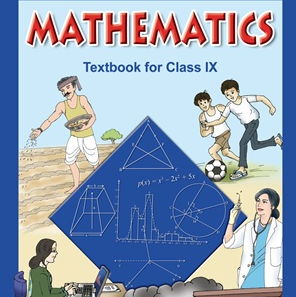 MATHEMATICS
Textbook for Class IX
p(x) = x³ – 2x² + 5x